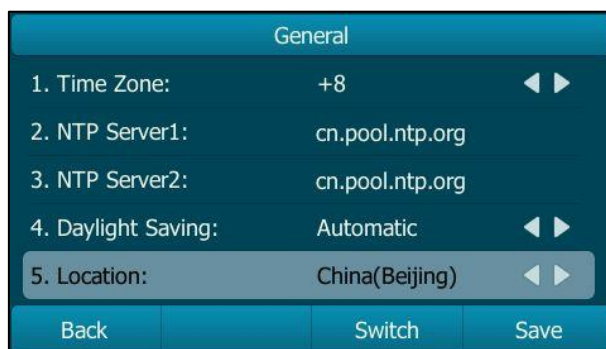 General
1. Time Zone: +8
2. NTP Server1: cn.pool.ntp.org
3. NTP Server2: cn.pool.ntp.org
4. Daylight Saving: Automatic
5. Location: China(Beijing)
Back Switch Save